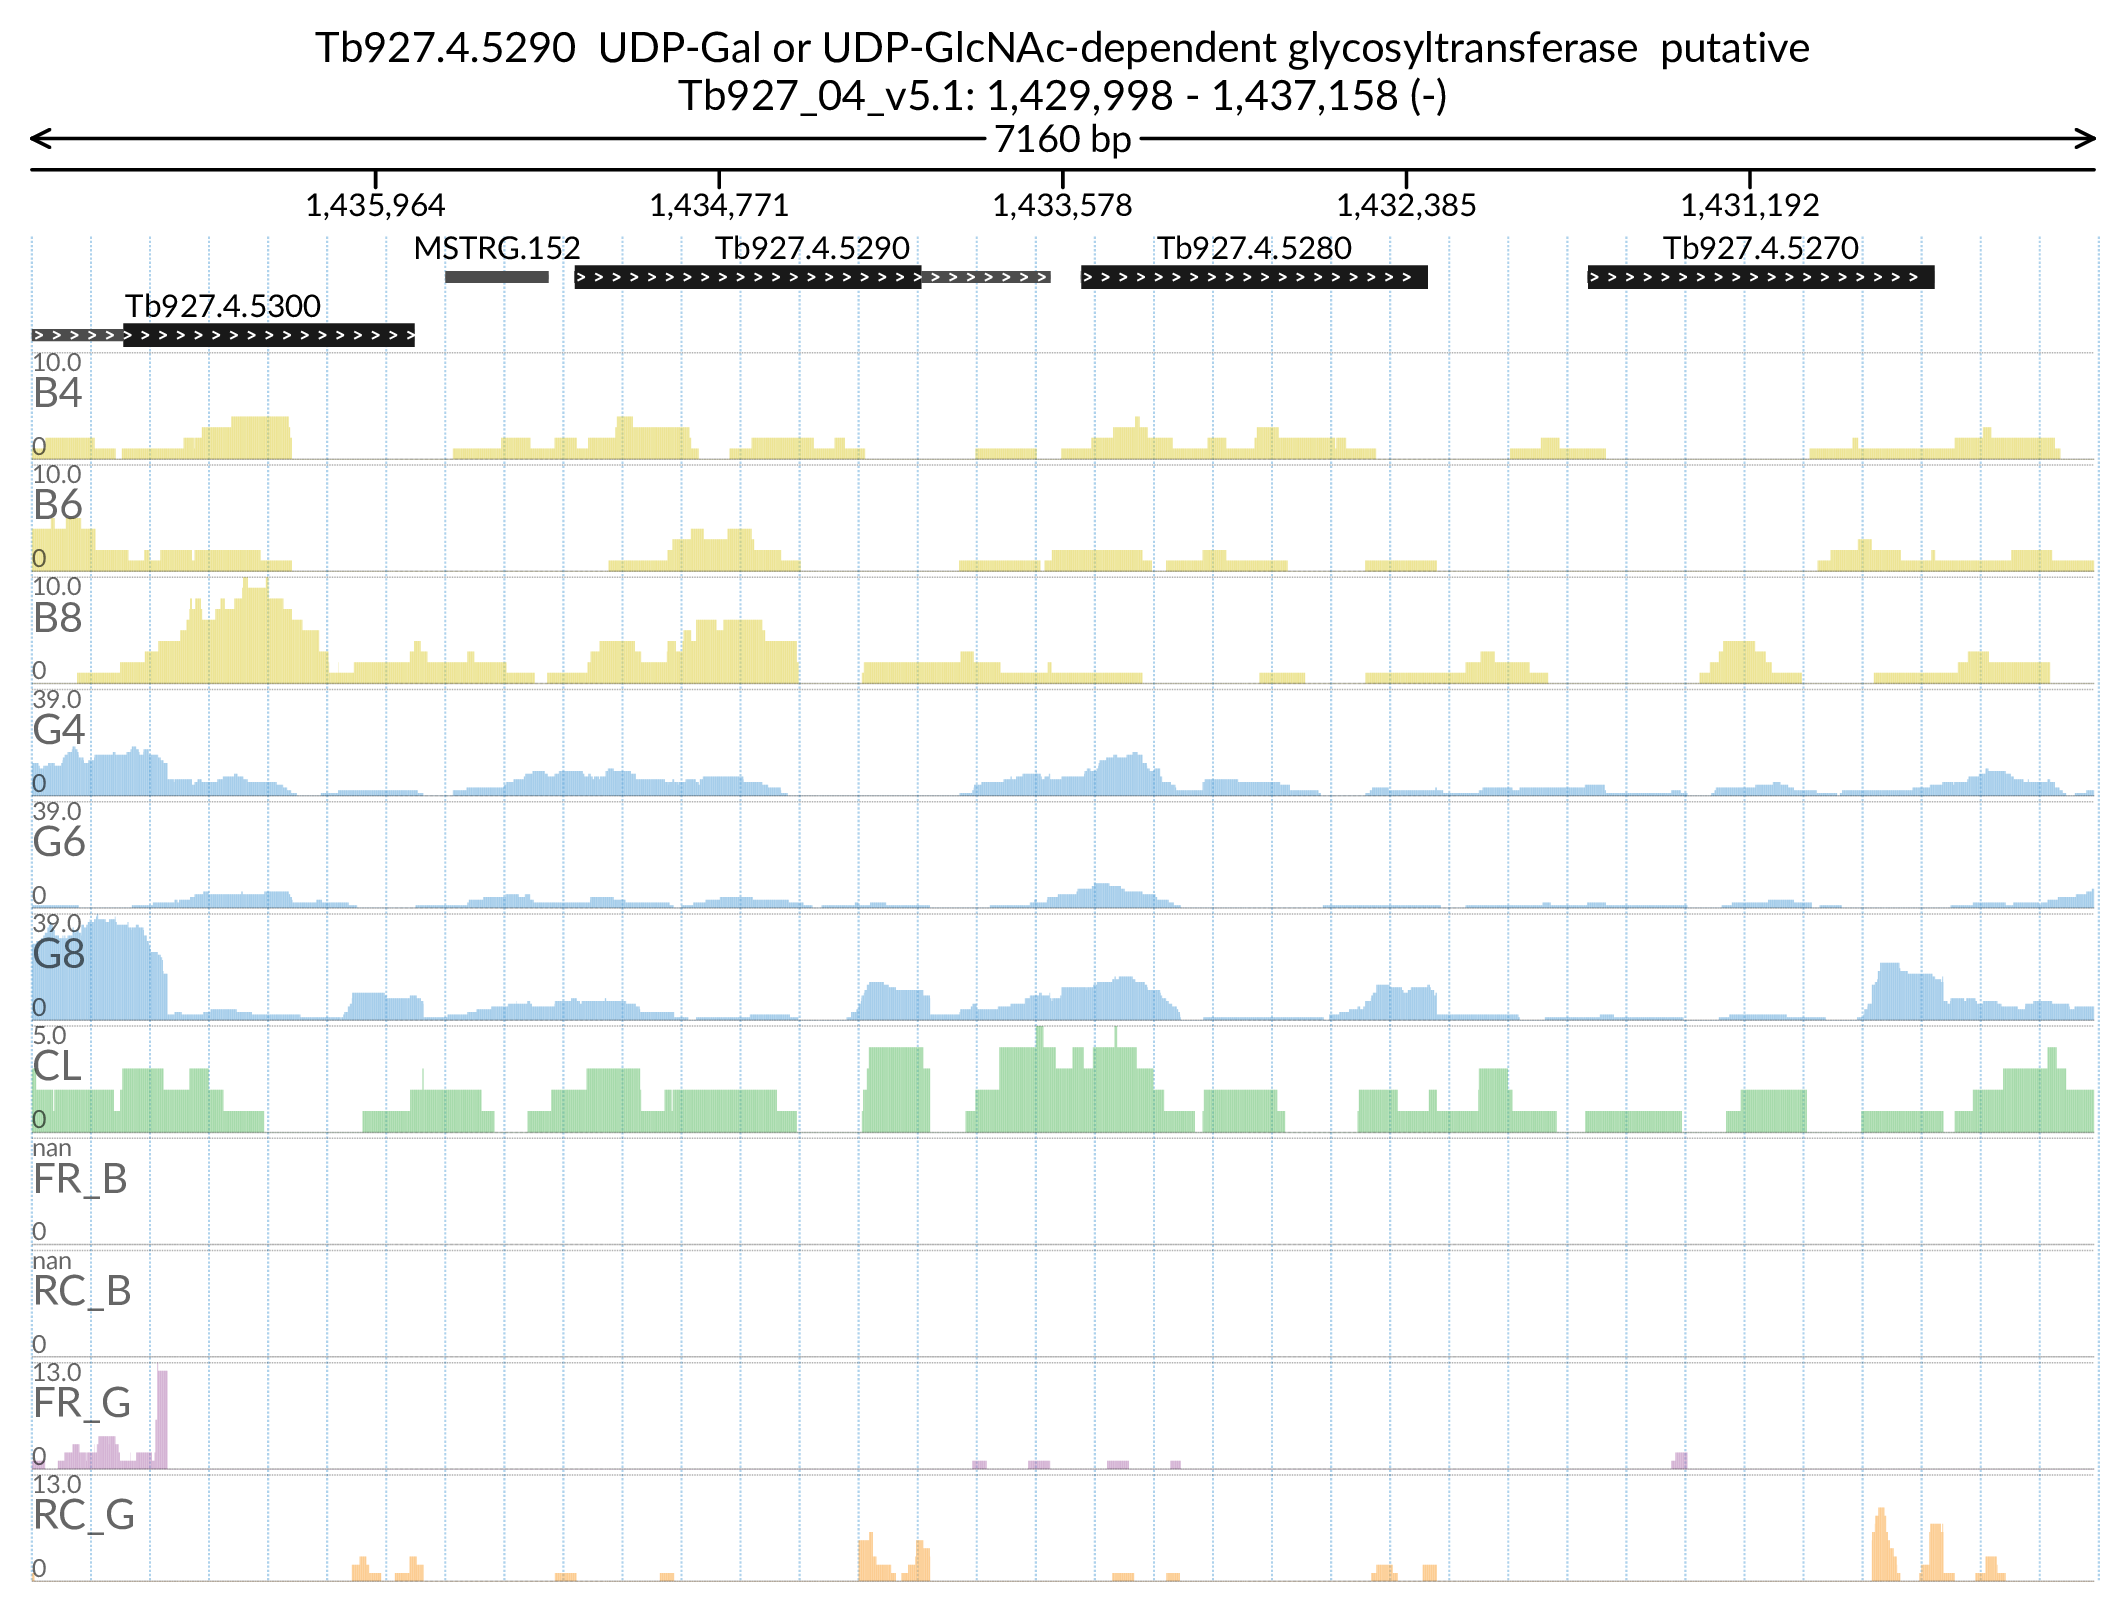 Tb927.4.5290 UDP-Gal or UDP-GlcNAc-dependent glycosyltransferase putative
Tb927_04_v5.1: 1,429,998 - 1,437,158 (-)
7160 bp
1,435,964 1,434,771 1,433,578 1,432,385 1,431,192
MSTRG.152 Tb927.4.5290 Tb927.4.5280 Tb927.4.5270
Tb927.4.5300
10.0
B4
0
10.0
B6
0
10.0
B8
0
39.0
G4
0
39.0
G6
0
39.0
G8
0
5.0
CL
0
nan
FR_B
0
nan
RC_B
0
13.0
FR_G
0
13.0
RC_G
0